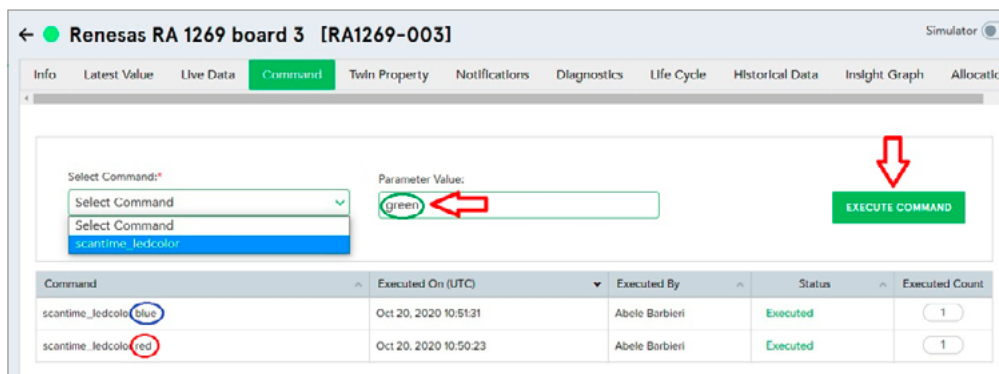 Renesas RA 1269 board 3 [RA1269-003]
Simulator
Info Latest Value Live Data Command Twin Property Notifications Diagnostics Life Cycle Historical Data Insight Graph Allocatio
Select Command:*
Parameter Value:
Select Command
green
EXECUTE COMMAND
Select Command
scantime_ledcolor
Command Executed On (UTC) Executed By Status Executed Count
scantime_ledcolor blue Oct 20, 2020 10:51:31 Abele Barbieri Executed 1
scantime_ledcolor red Oct 20, 2020 10:50:23 Abele Barbieri Executed 1